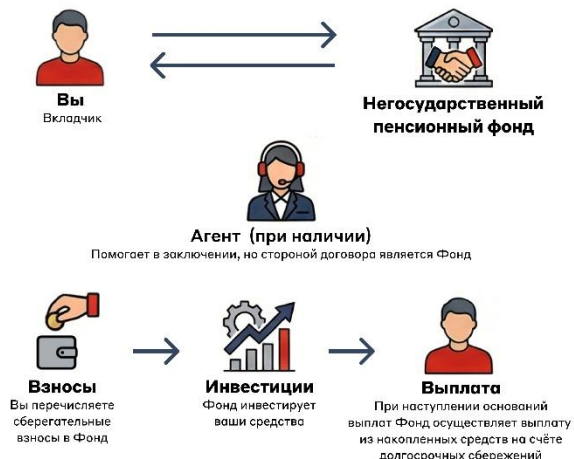 Вы
Вкладчик
Негосударственный
пенсионный фонд
Агент (при наличии)
Помогает в заключении, но стороной договора является Фонд
Взносы
Вы перечисляете
сберегательные
взносы в Фонд
Инвестиции
Фонд инвестирует
ваши средства
Выплата
При наступлении оснований
выплат Фонд осуществляет выплату
из накопленных средств на счёте
долгосрочных сбережений